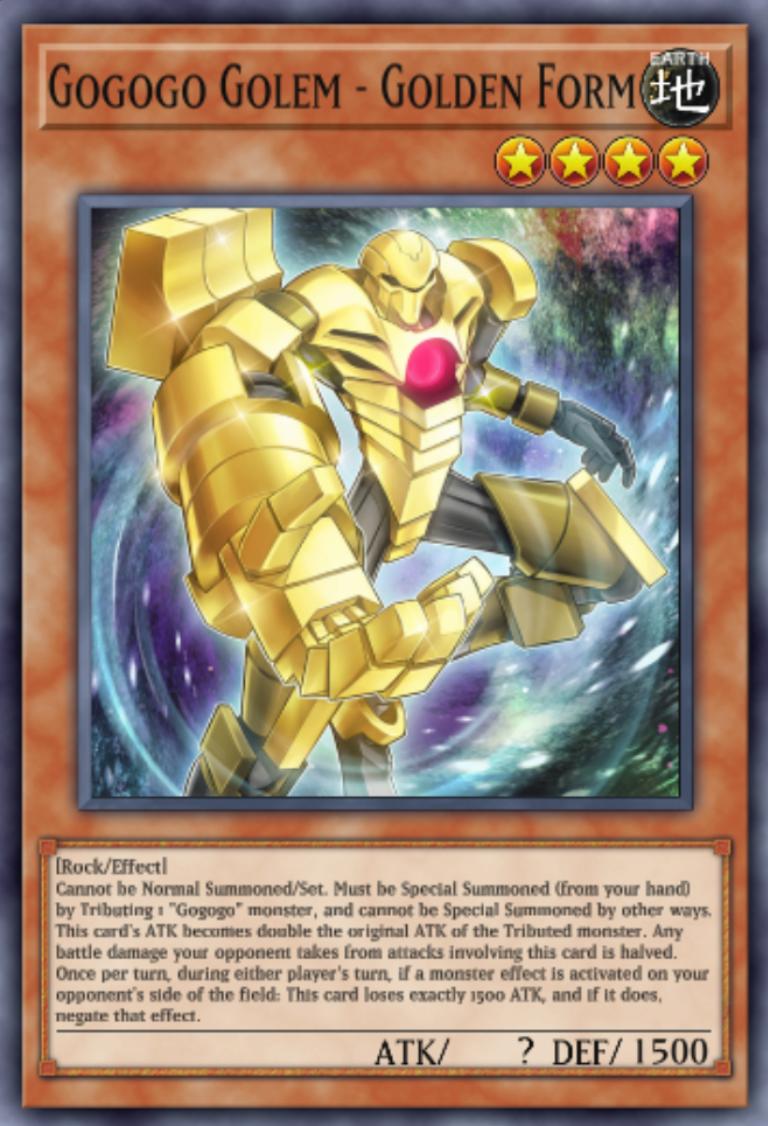 Gogogo Golem - Golden Form
EARTH
地
[Rock/Effect]
Cannot be Normal Summoned/Set. Must be Special Summoned (from your hand)
by Tributing 1 "Gogogo" monster, and cannot be Special Summoned by other ways.
This card's ATK becomes double the original ATK of the Tributed monster. Any
battle damage your opponent takes from attacks involving this card is halved.
Once per turn, during either player's turn, if a monster effect is activated on your
opponent's side of the field: This card loses exactly 1500 ATK, and if it does,
negate that effect.
ATK/ ? DEF/ 1500